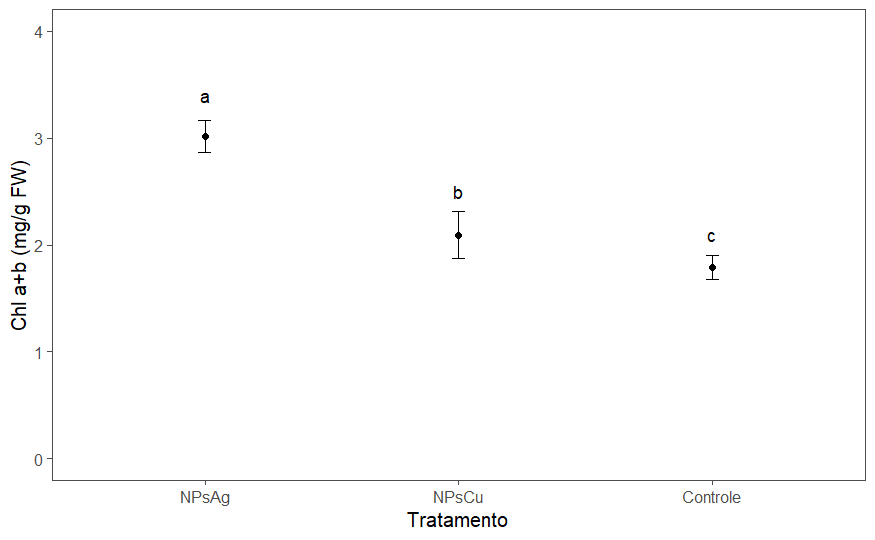 4
a
3
b
c
2
1
0
Chl a+b (mg/g FW)
NPsAg NPsCu Controle
Tratamento